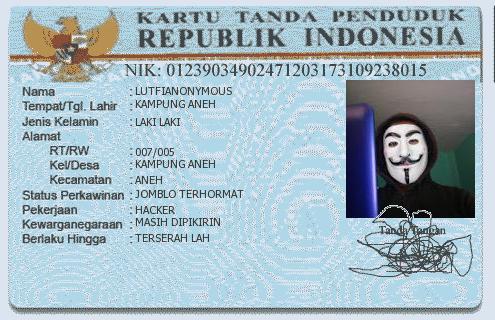 KARTU TANDA PENDUDUK
REPUBLIK INDONESIA
NIK: 01239034902471203173109238015
Nama : LUTFIANONYMOUS
Tempat/Tgl. Lahir : KAMPUNG ANEH
Jenis Kelamin : LAKI LAKI
Alamat
RT/RW : 007/005
Kel/Desa : KAMPUNG ANEH
Kecamatan : ANEH
Status Perkawinan : JOMBLO TERHORMAT
Pekerjaan : HACKER
Kewarganegaraan : MASIH DIPIKIRIN
Berlaku Hingga : TERSERAH LAH
Tanda Tangan